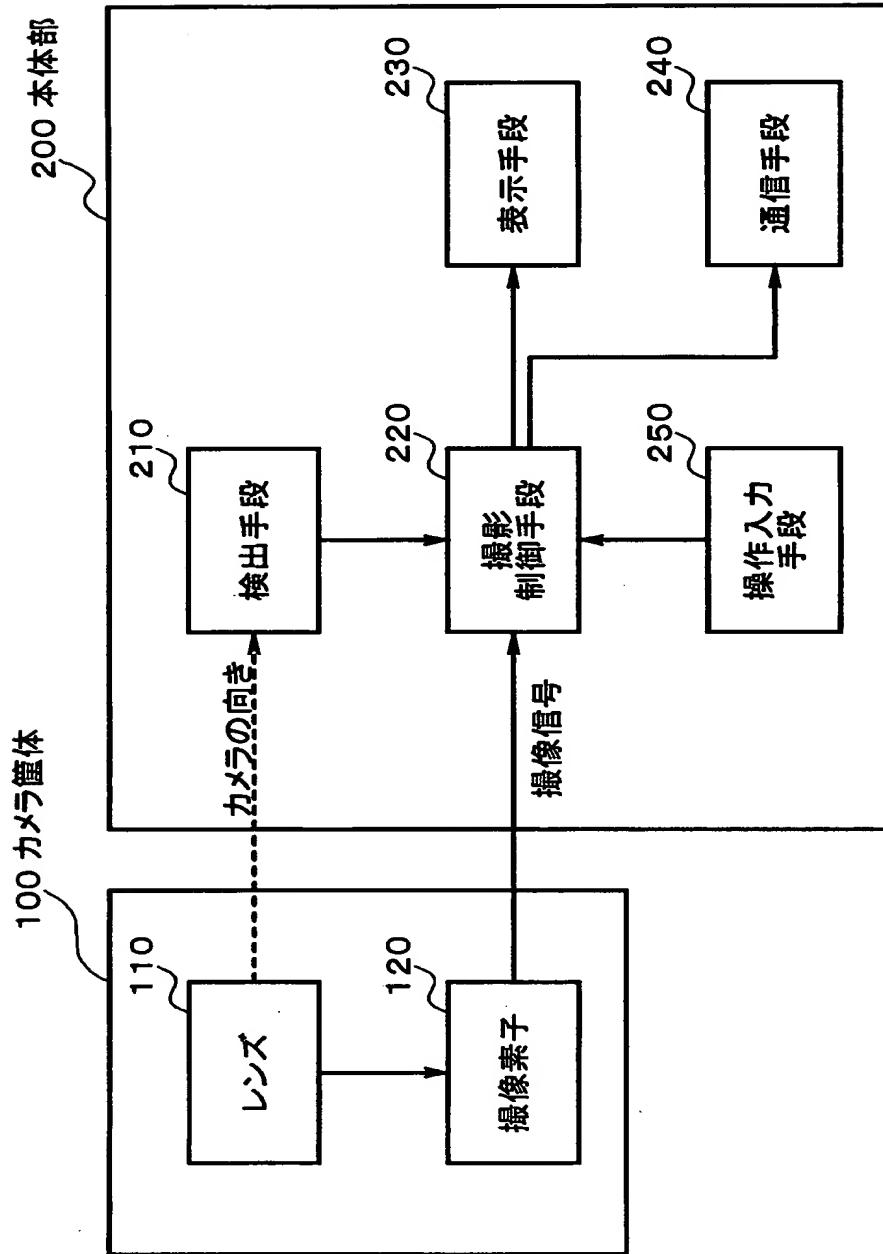 100 カメラ筐体
110
レンズ
120
撮像素子
カメラの向き
撮像信号
200 本体部
210
検出手段
220
撮影
制御手段
250
操作入力
手段
230
表示手段
240
通信手段